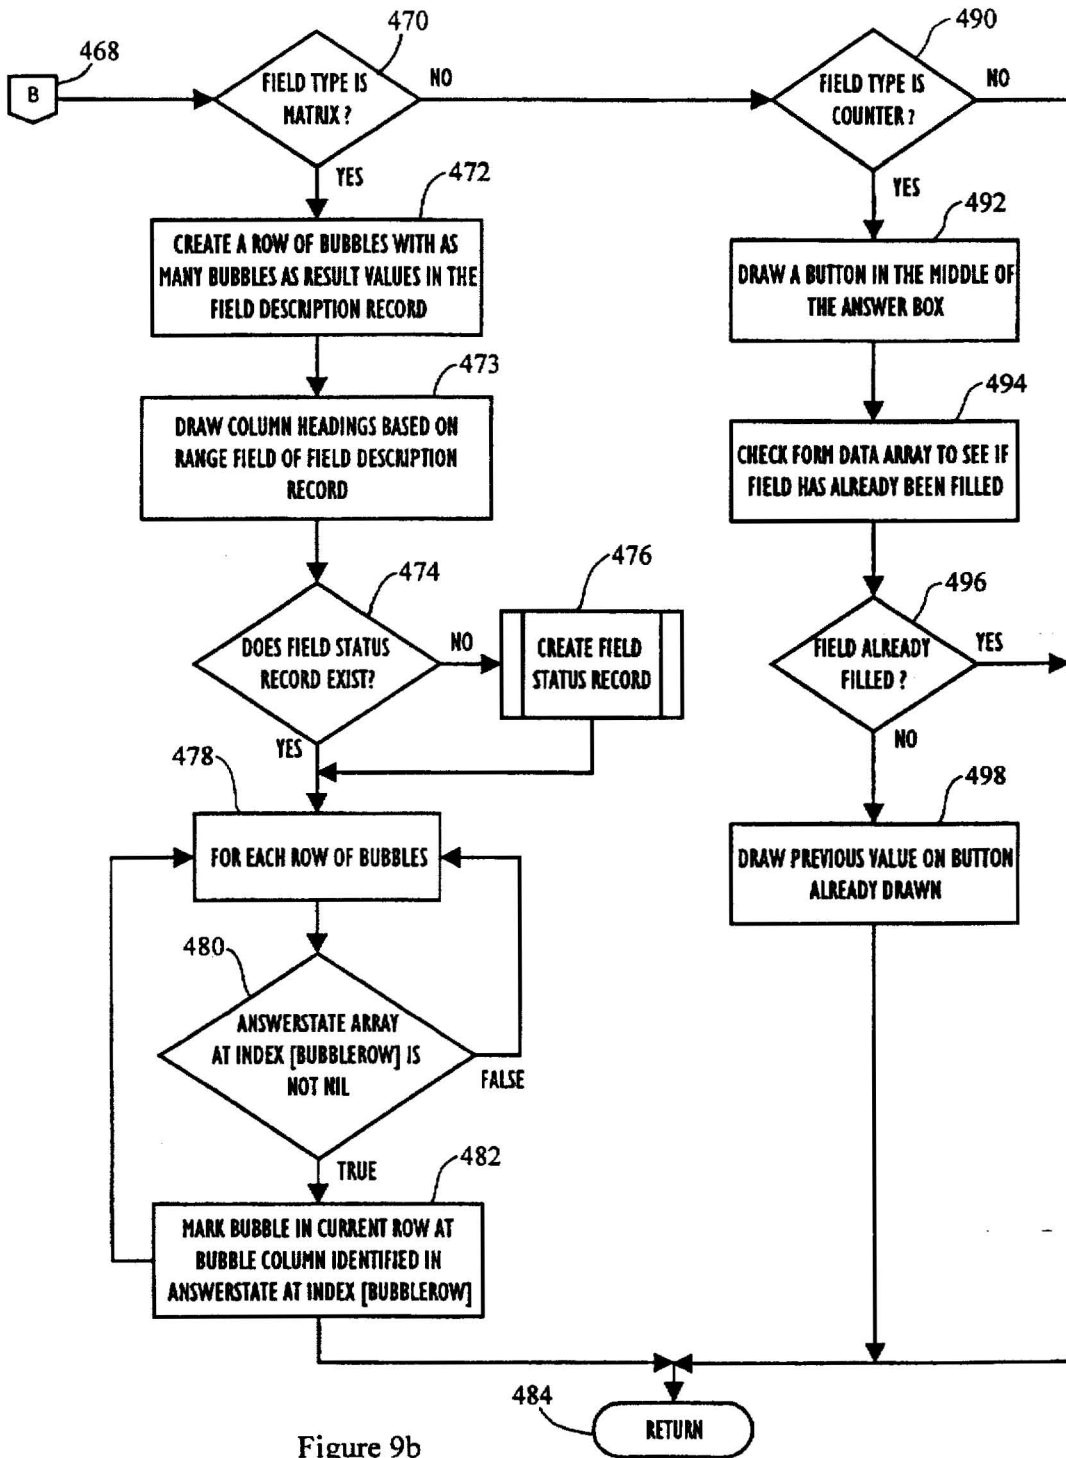 468
B
470
FIELD TYPE IS
MATRIX ?
NO
YES
490
FIELD TYPE IS
COUNTER ?
NO
YES
472
CREATE A ROW OF BUBBLES WITH AS
MANY BUBBLES AS RESULT VALUES IN THE
FIELD DESCRIPTION RECORD
473
DRAW COLUMN HEADINGS BASED ON
RANGE FIELD OF FIELD DESCRIPTION
RECORD
474
DOES FIELD STATUS
RECORD EXIST?
NO
YES
476
CREATE FIELD
STATUS RECORD
478
FOR EACH ROW OF BUBBLES
480
ANSWERSTATE ARRAY
AT INDEX [BUBBLEROW] IS
NOT NIL
FALSE
TRUE
482
MARK BUBBLE IN CURRENT ROW AT
BUBBLE COLUMN IDENTIFIED IN
ANSWERSTATE AT INDEX [BUBBLEROW]
492
DRAW A BUTTON IN THE MIDDLE OF
THE ANSWER BOX
494
CHECK FORM DATA ARRAY TO SEE IF
FIELD HAS ALREADY BEEN FILLED
496
FIELD ALREADY
FILLED ?
YES
NO
498
DRAW PREVIOUS VALUE ON BUTTON
ALREADY DRAWN
484
RETURN
Figure 9b